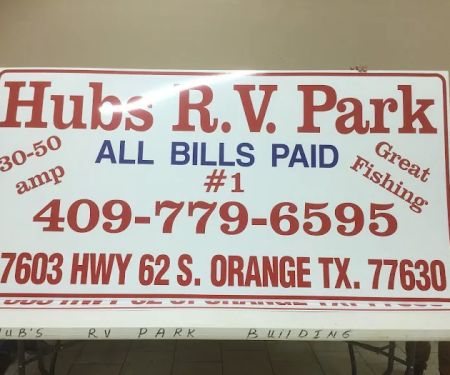 Hubs R.V. Park
ALL BILLS PAID
30-50
amp
#1
Great
Fishing
409-779-6595
7603 HWY 62 S. ORANGE TX. 77630
HUB'S RV PARK BUILDING